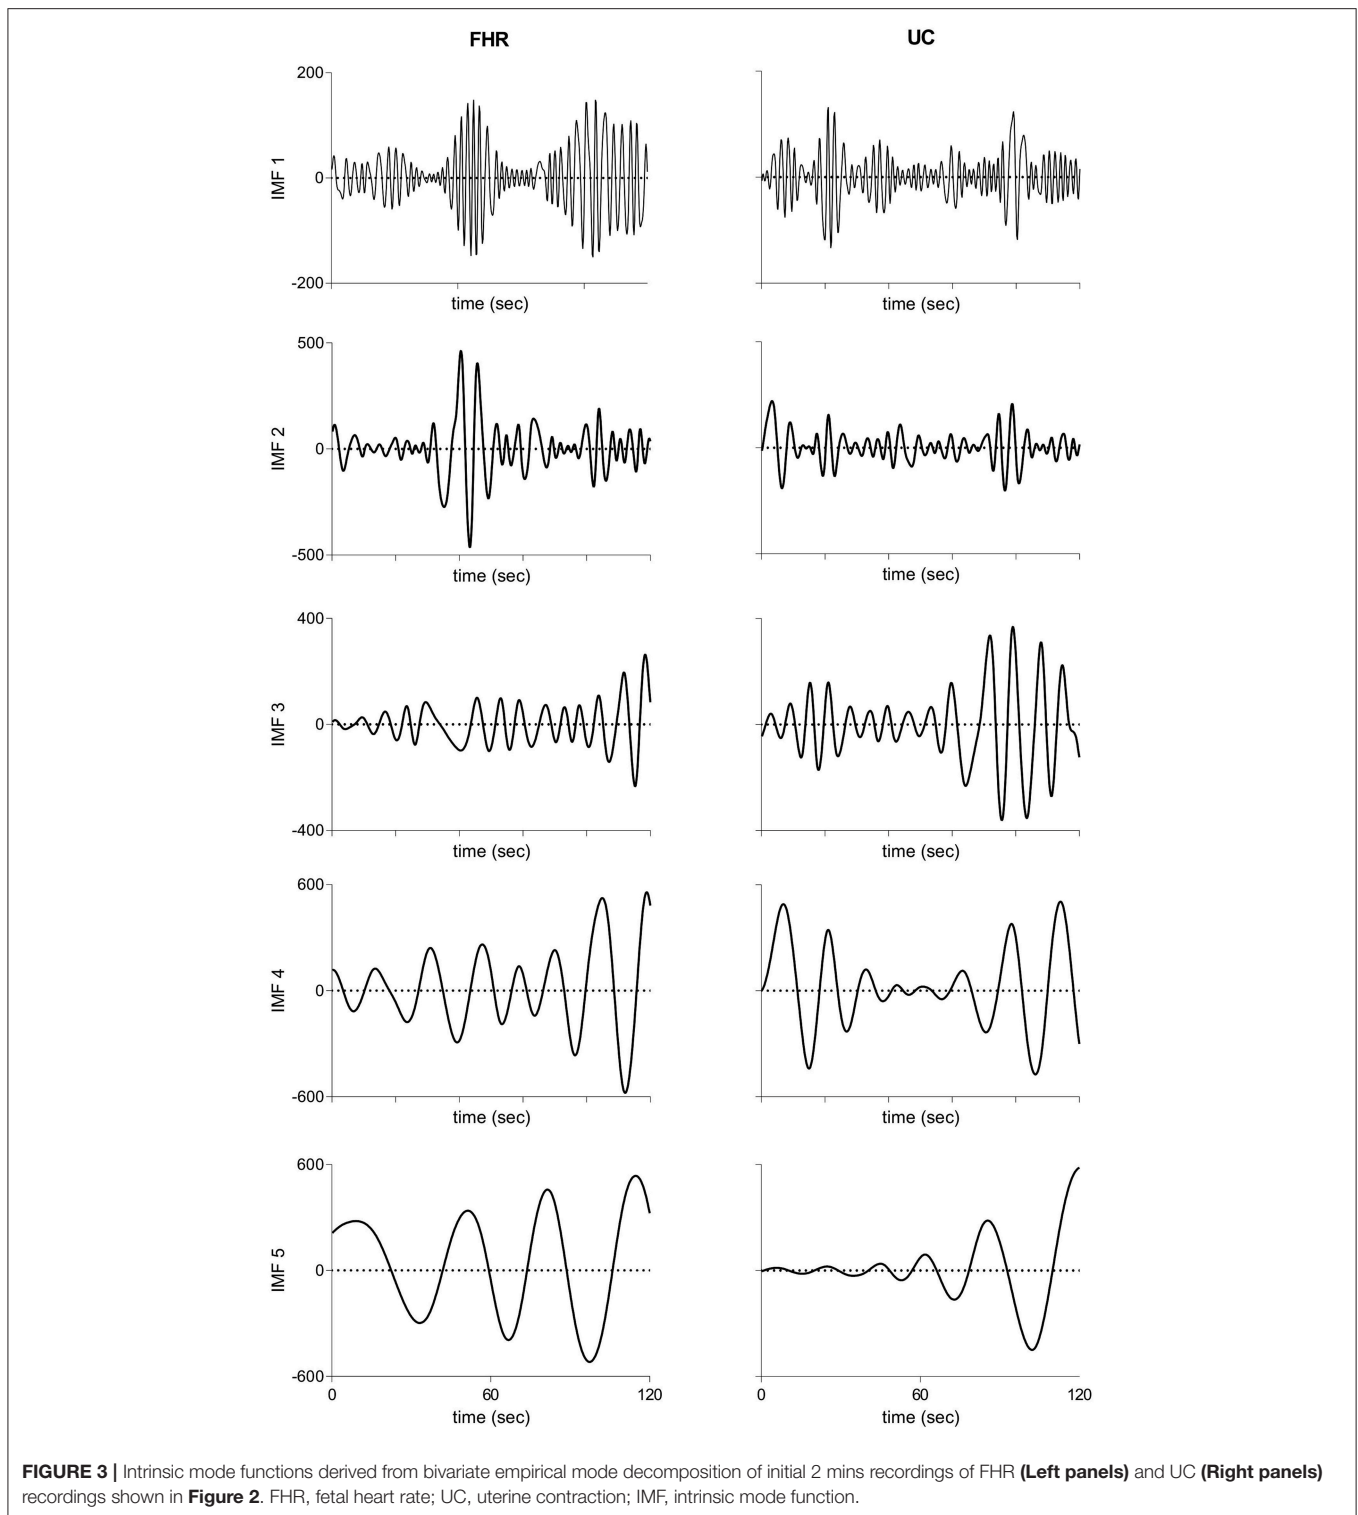 FHR
UC
IMF 1
200
0
-200
time (sec)
time (sec)
IMF 2
500
0
-500
time (sec)
time (sec)
IMF 3
400
0
-400
time (sec)
time (sec)
IMF 4
600
0
-600
time (sec)
time (sec)
IMF 5
600
0
-600
0 60 120
0 60 120
time (sec)
time (sec)
FIGURE 3 | Intrinsic mode functions derived from bivariate empirical mode decomposition of initial 2 mins recordings of FHR (Left panels) and UC (Right panels)
recordings shown in Figure 2. FHR, fetal heart rate; UC, uterine contraction; IMF, intrinsic mode function.